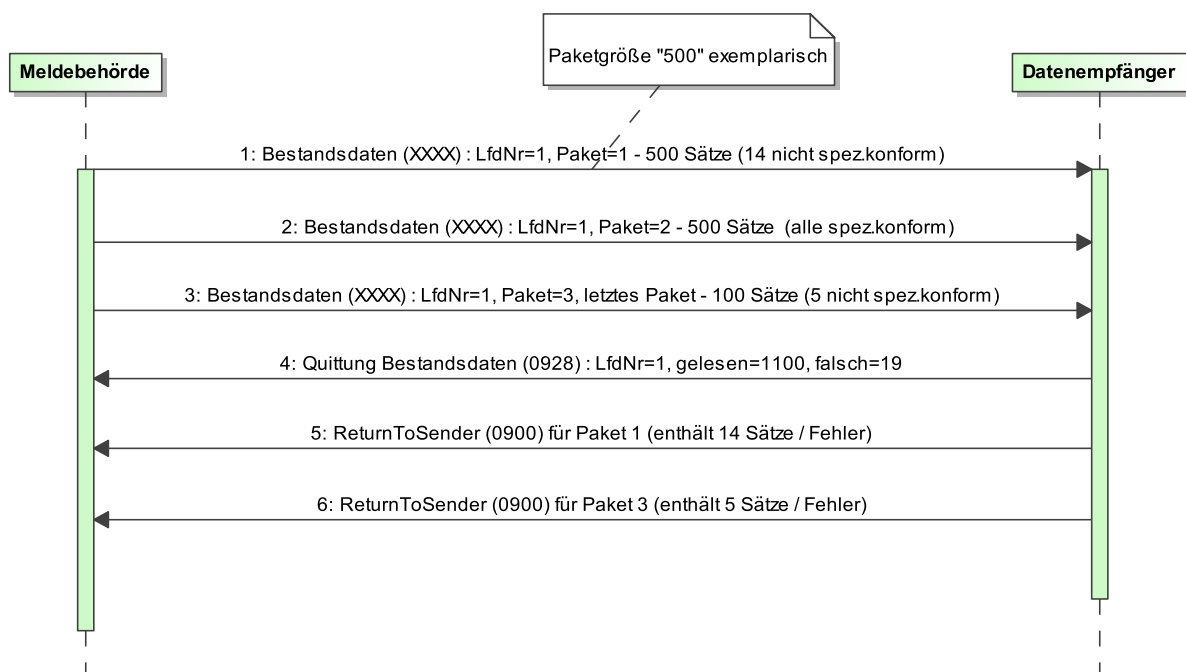 Paketgröße "500" exemplarisch
Meldebehörde
Datenempfänger
1: Bestandsdaten (XXXX) : LfdNr=1, Paket=1 - 500 Sätze (14 nicht spez.konform)
2: Bestandsdaten (XXXX) : LfdNr=1, Paket=2 - 500 Sätze  (alle spez.konform)
3: Bestandsdaten (XXXX) : LfdNr=1, Paket=3, letztes Paket - 100 Sätze (5 nicht spez.konform)
4: Quittung Bestandsdaten (0928) : LfdNr=1, gelesen=1100, falsch=19
5: ReturnToSender (0900) für Paket 1 (enthält 14 Sätze / Fehler)
6: ReturnToSender (0900) für Paket 3 (enthält 5 Sätze / Fehler)